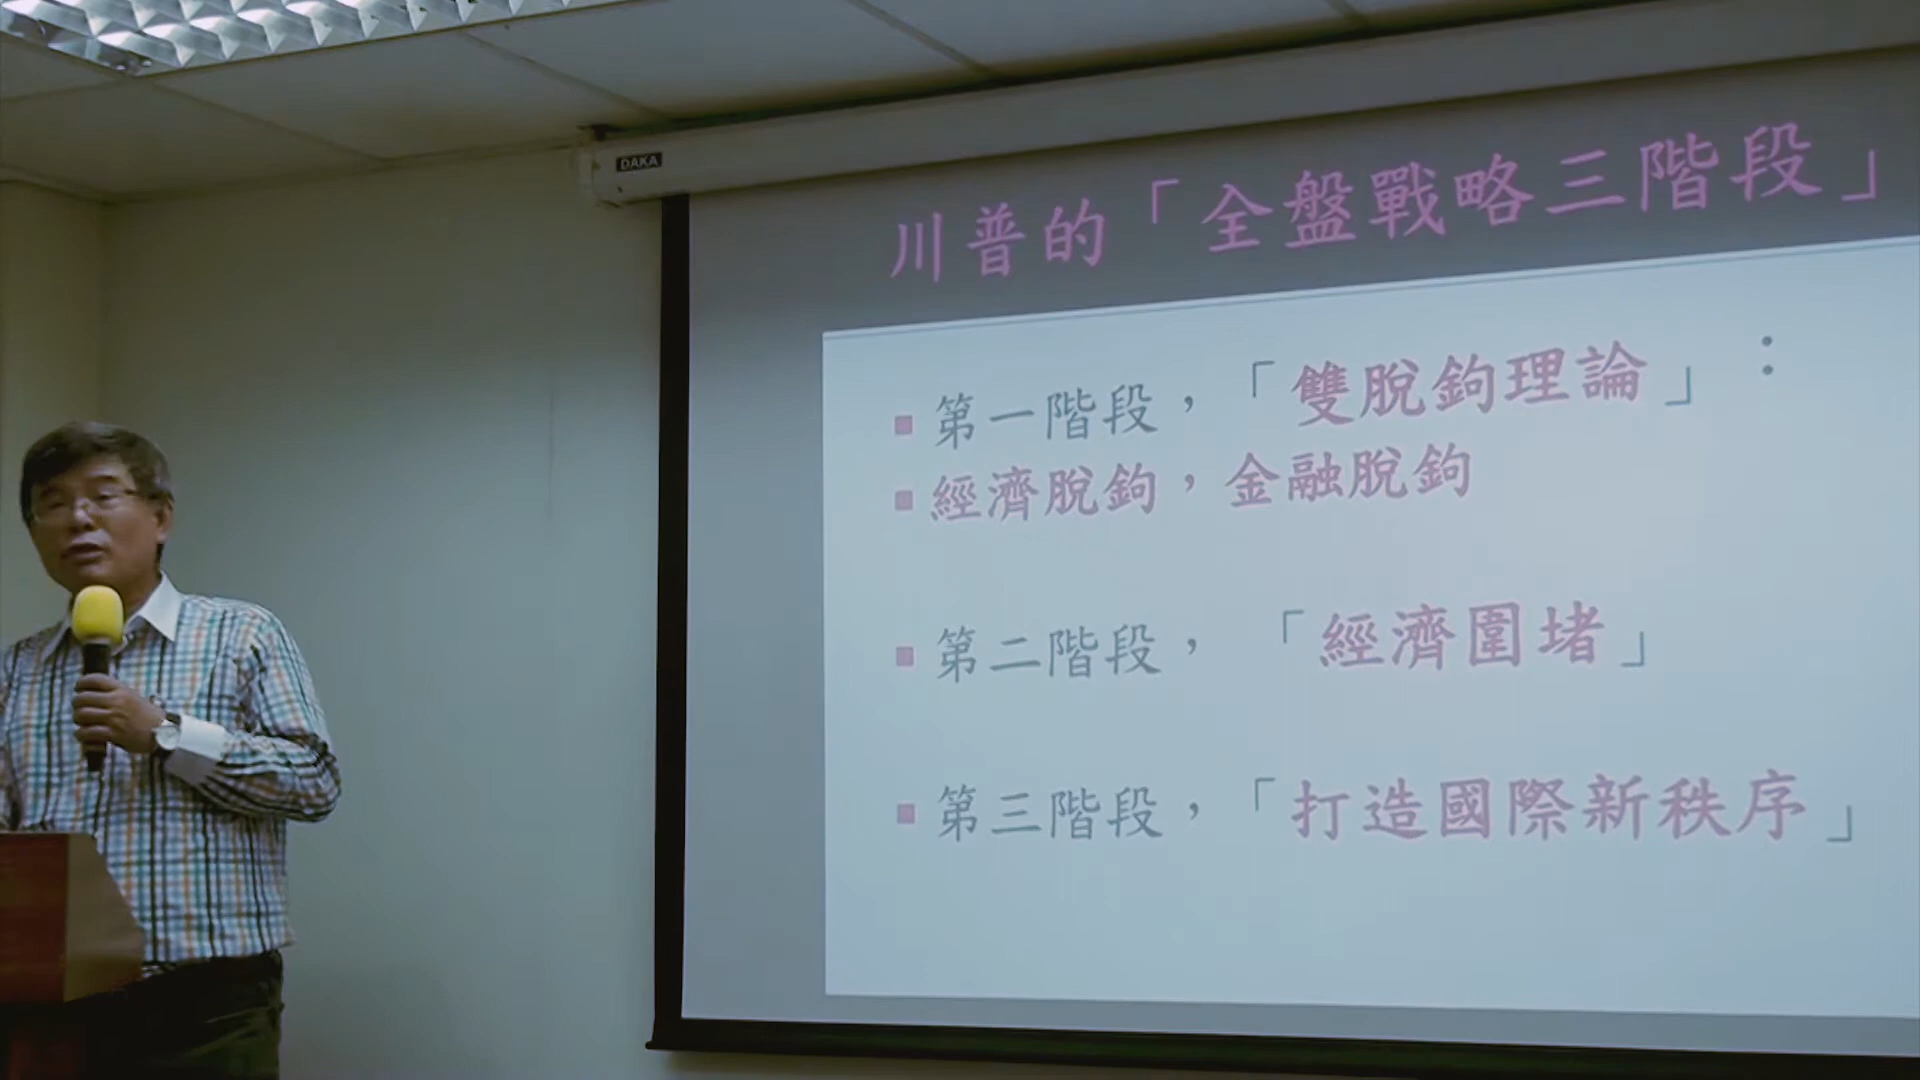 DAKA
川普的「全盤戰略三階段」
第一階段，「雙脫鉤理論」：
經濟脫鉤，金融脫鉤
第二階段，「經濟圍堵」
第三階段，「打造國際新秩序」